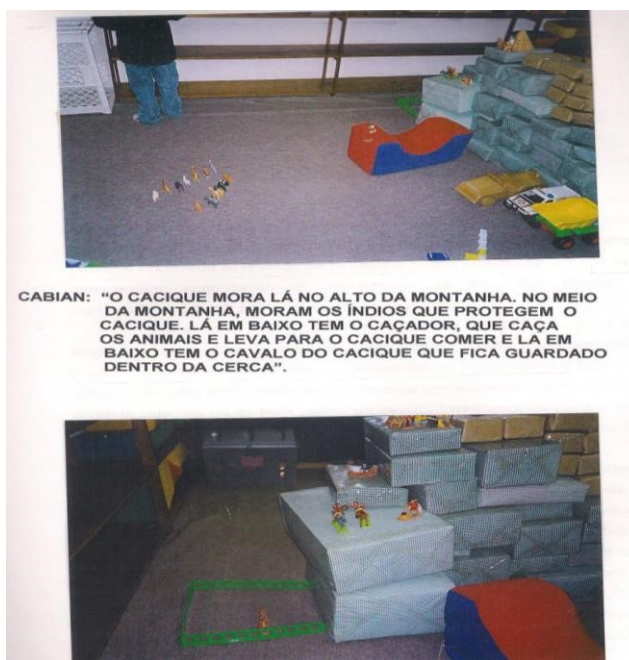 CABIAN: "O CACIQUE MORA LÁ NO ALTO DA MONTANHA. NO MEIO
DA MONTANHA, MORAM OS ÍNDIOS QUE PROTEGEM O
CACIQUE. LÁ EM BAIXO TEM O CAÇADOR, QUE CAÇA
OS ANIMAIS E LEVA PARA O CACIQUE COMER E LA EM
BAIXO TEM O CAVALO DO CACIQUE QUE FICA GUARDADO
DENTRO DA CERCA".